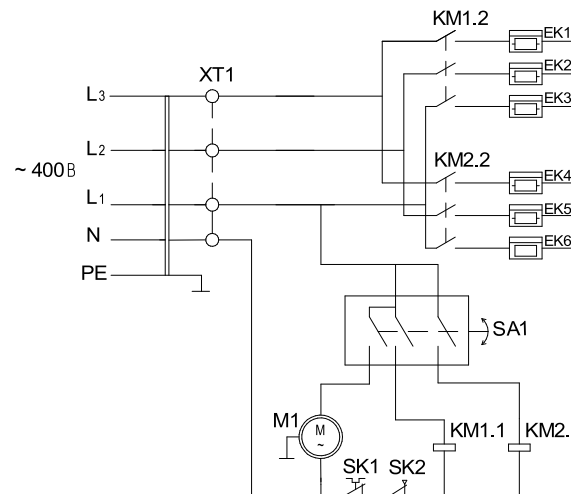 KM1.2
EK1
EK2
EK3
XT1
L3
L2
~ 400В
L1
N
PE
KM2.2
EK4
EK5
EK6
SA1
M1
M
~
KM1.1
KM2.
SK1
SK2